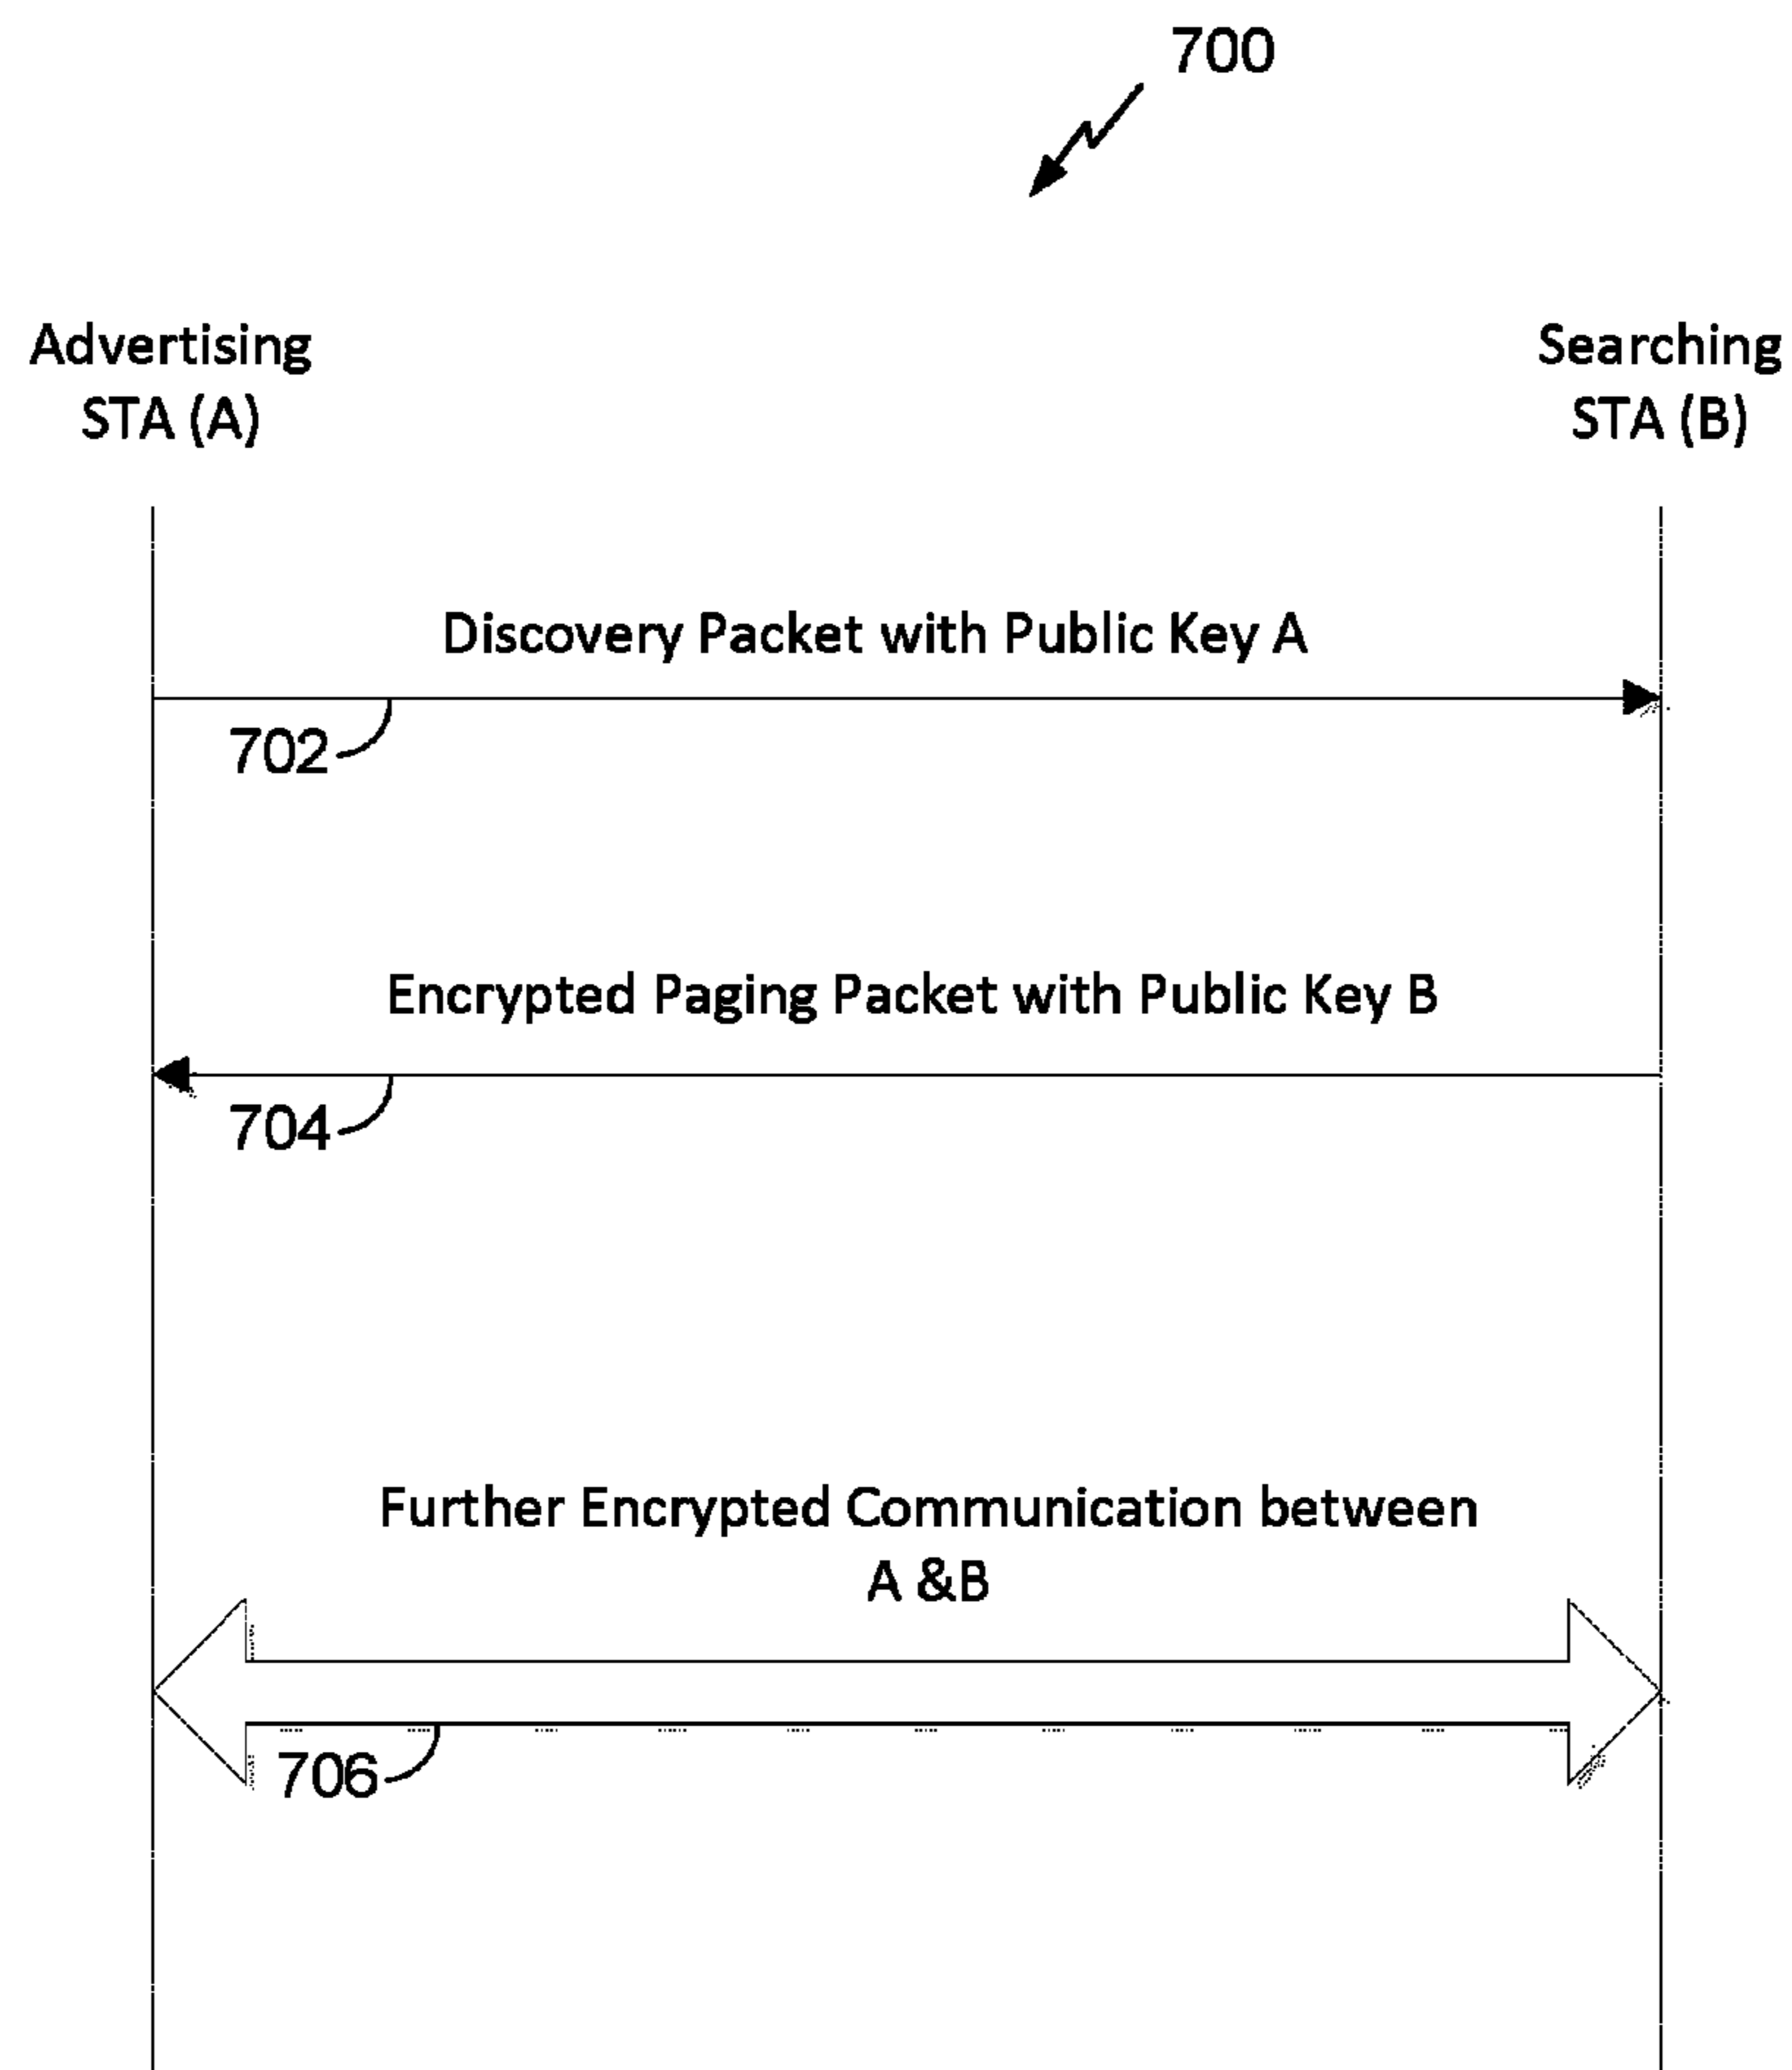 700
Advertising
STA (A)
Searching
STA (B)
Discovery Packet with Public Key A
702
Encrypted Paging Packet with Public Key B
704
Further Encrypted Communication between
A &B
706